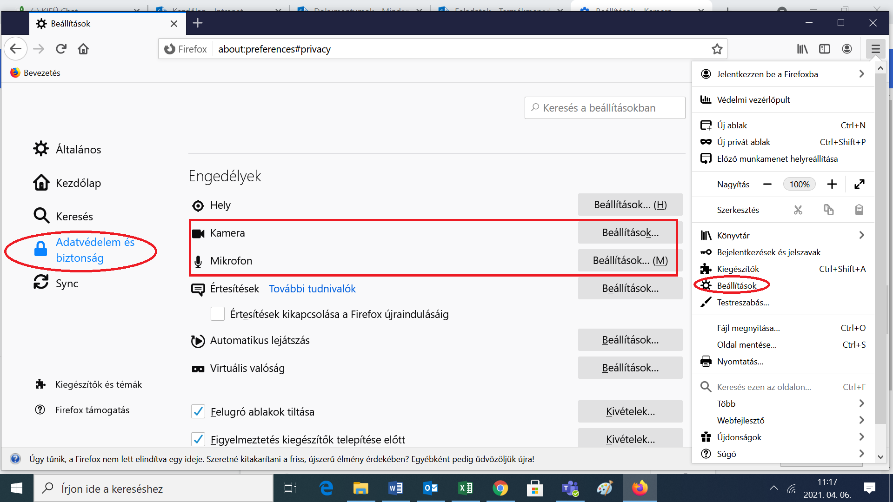 Beállítások
Firefox
about:preferences#privacy
Bevezetés
Keresés a beállításokban
Általános
Kezdőlap
Keresés
Adatvédelem és
biztonság
Sync
Kiegészítők és témák
Firefox támogatás
Engedélyek
Hely
Beállítások... (H)
Kamera
Beállítások...
Mikrofon
Beállítások... (M)
Értesítések
További tudnivalók
Beállítások...
Értesítések kikapcsolása a Firefox újraindulásáig
Automatikus lejátszás
Beállítások...
Virtuális valóság
Beállítások...
Felugró ablakok tiltása
Kivételek...
Figyelmeztetés kiegészítők telepítése előtt
Kivételek...
Jelentkezzen be a Firefoxba
Védelmi vezérlőpult
Új ablak Ctrl+N
Új privát ablak Ctrl+Shift+P
Előző munkamenet helyreállítása
Nagyítás 100%
Szerkesztés
Könyvtár
Bejelentkezések és jelszavak
Kiegészítők Ctrl+Shift+A
Beállítások
Testreszabás...
Fájl megnyitása... Ctrl+O
Oldal mentése... Ctrl+S
Nyomtatás...
Keresés ezen az oldalon... Ctrl+F
Több
Webfejlesztő
Újdonságok
Súgó
Úgy tűnik, a Firefox nem lett elindítva egy ideje. Szeretné kitakarítani a friss, újszerű élmény érdekében? Egyébként pedig üdvözöljük újra!
Írjon ide a kereséshez
11:17
2021. 04. 06.